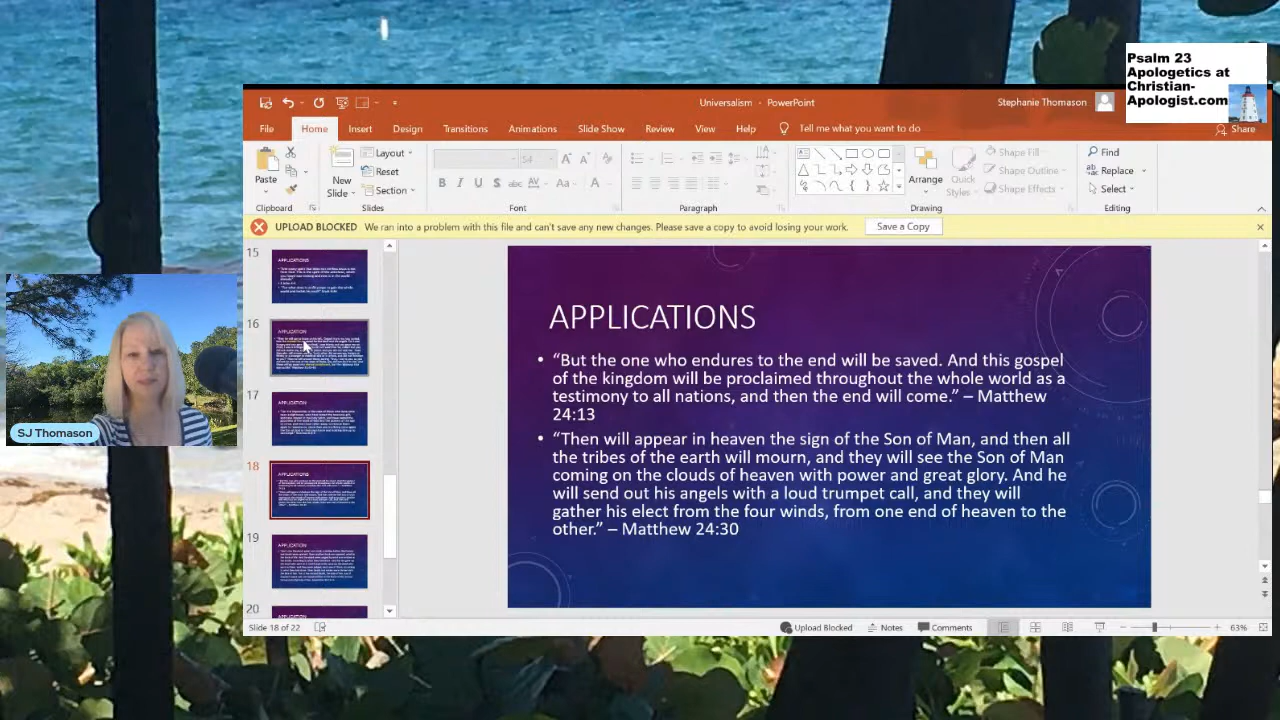 Psalm 23
Apologetics at
Christian-
Apologist.com
Universalism - PowerPoint
Stephanie Thomason
File Home Insert Design Transitions Animations Slide Show Review View Help Tell me what you want to do Share
Paste
New
Slide
Layout
Reset
Section
54
B I U S abc AV Aa A
Arrange
Quick
Styles
Shape Fill
Shape Outline
Shape Effects
Find
Replace
Select
Clipboard Slides Font Paragraph Drawing Editing
UPLOAD BLOCKED We ran into a problem with this file and can't save any new changes. Please save a copy to avoid losing your work. Save a Copy
15
APPLICATIONS
16
APPLICATION
17
APPLICATION
18
APPLICATIONS
19
APPLICATION
20
APPLICATIONS
• “But the one who endures to the end will be saved. And this gospel
of the kingdom will be proclaimed throughout the whole world as a
testimony to all nations, and then the end will come.” – Matthew
24:13
• “Then will appear in heaven the sign of the Son of Man, and then all
the tribes of the earth will mourn, and they will see the Son of Man
coming on the clouds of heaven with power and great glory. And he
will send out his angels with a loud trumpet call, and they will
gather his elect from the four winds, from one end of heaven to the
other.” – Matthew 24:30
SJ Thomason
Slide 18 of 22
Upload Blocked Notes Comments 63%